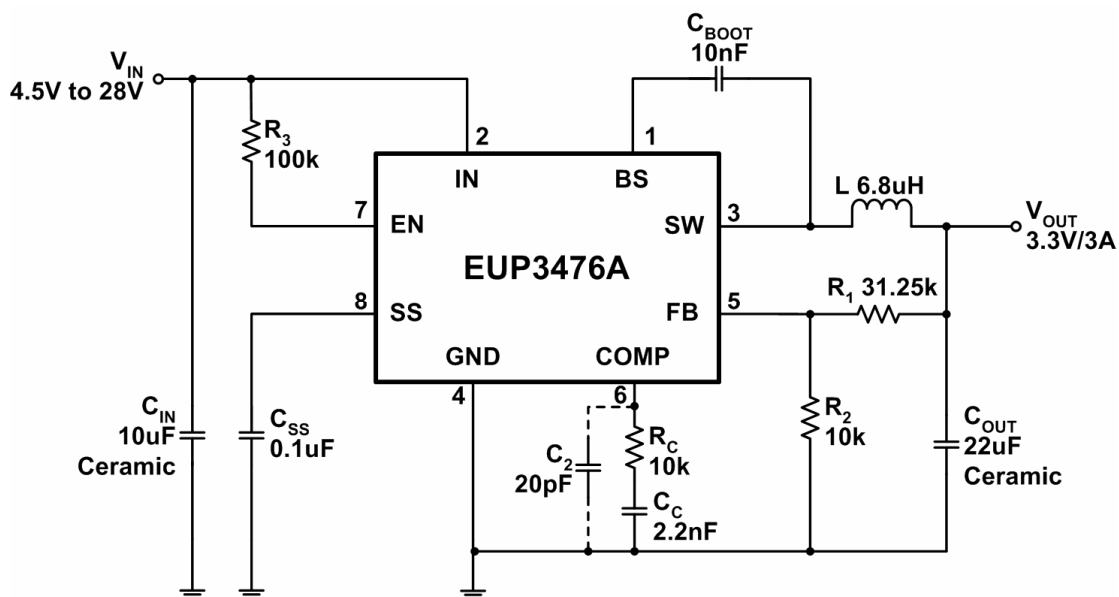 C_BOOT
10nF
V_IN
4.5V to 28V
R_3
100k
2
1
IN
BS
L 6.8uH
7
EN
SW
3
V_OUT
3.3V/3A
EUP3476A
R_1 31.25k
8
SS
FB
5
GND
COMP
4
6
C_IN
10uF
Ceramic
C_SS
0.1uF
C_2
20pF
R_C
10k
C_C
2.2nF
R_2
10k
C_OUT
22uF
Ceramic